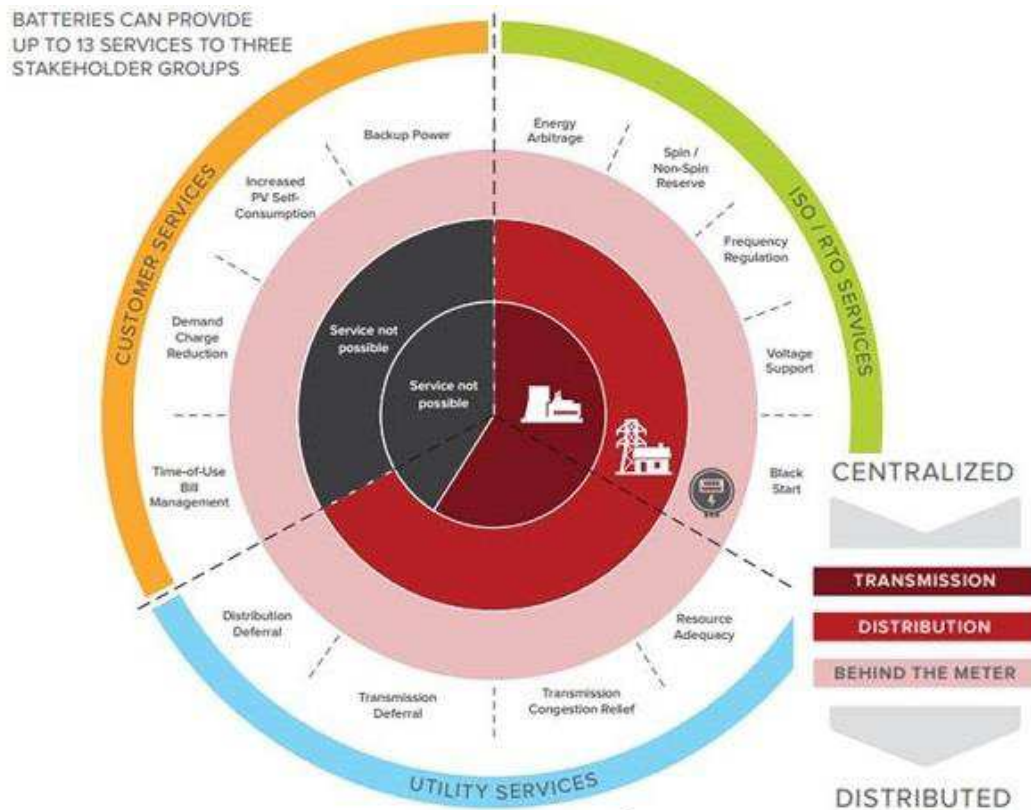 BATTERIES CAN PROVIDE
UP TO 13 SERVICES TO THREE
STAKEHOLDER GROUPS
CUSTOMER SERVICES
ISO / RTO SERVICES
UTILITY SERVICES
Backup Power
Increased
PV Self-
Consumption
Demand
Charge
Reduction
Time-of-Use
Bill
Management
Energy
Arbitrage
Spin /
Non-Spin
Reserve
Frequency
Regulation
Voltage
Support
Black
Start
Resource
Adequacy
Transmission
Congestion Relief
Transmission
Deferral
Distribution
Deferral
Service not
possible
Service not
possible
CENTRALIZED
TRANSMISSION
DISTRIBUTION
BEHIND THE METER
DISTRIBUTED